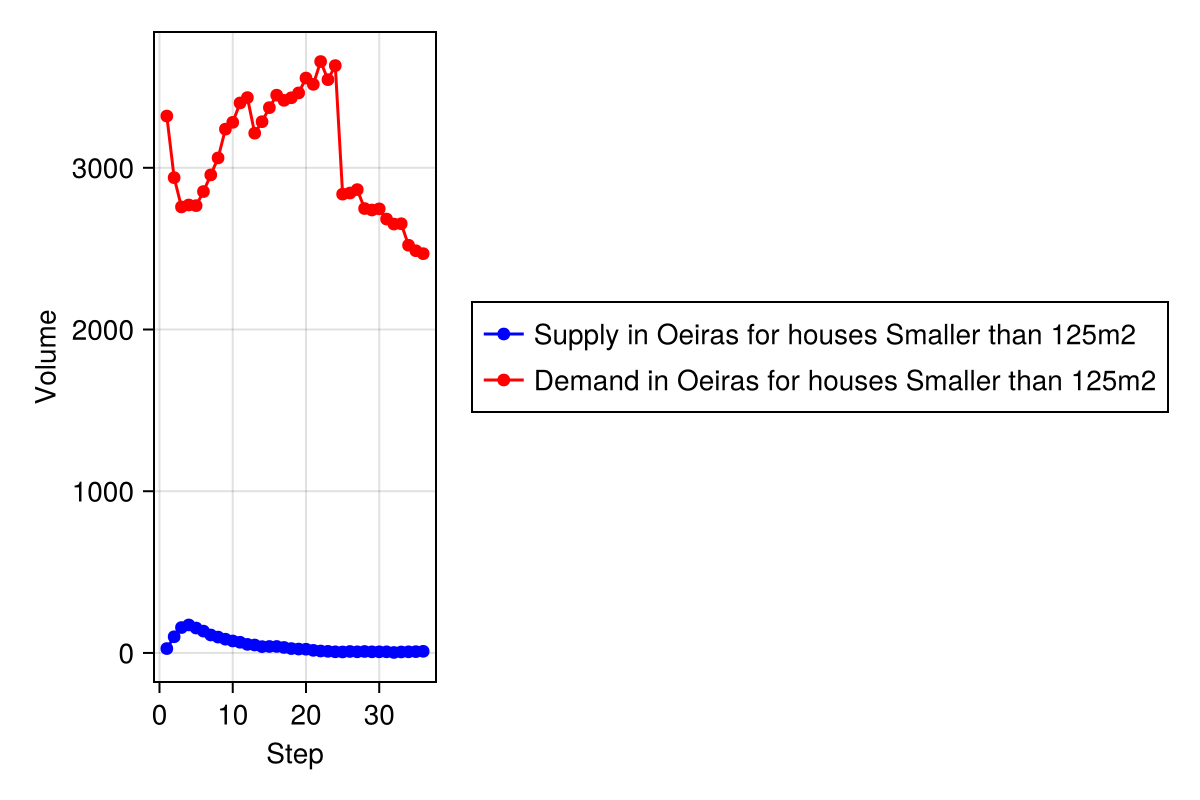 3000
2000
1000
0
Volume
0 10 20 30
Step
Supply in Oeiras for houses Smaller than 125m2
Demand in Oeiras for houses Smaller than 125m2